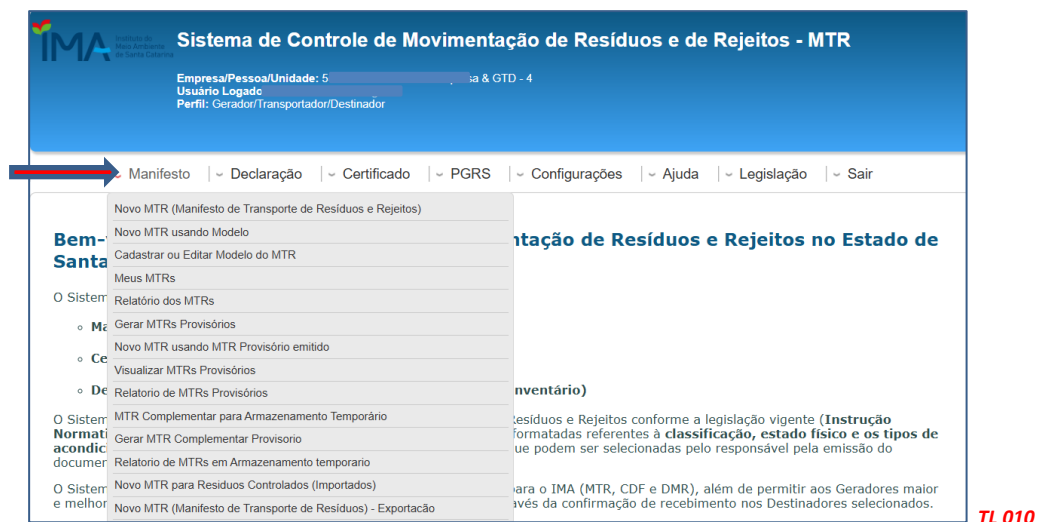 IMA Instituto do
Meio Ambiente
de Santa Catarina
Sistema de Controle de Movimentação de Resíduos e de Rejeitos - MTR
Empresa/Pessoa/Unidade: 5 sa & GTD - 4
Usuário Logado
Perfil: Gerador/Transportador/Destinador
Manifesto Declaração Certificado PGRS Configurações Ajuda Legislação Sair
Novo MTR (Manifesto de Transporte de Resíduos e Rejeitos)
Novo MTR usando Modelo
Cadastrar ou Editar Modelo do MTR
Meus MTRs
Relatório dos MTRs
Gerar MTRs Provisórios
Novo MTR usando MTR Provisório emitido
Visualizar MTRs Provisórios
Relatorio de MTRs Provisórios
MTR Complementar para Armazenamento Temporário
Gerar MTR Complementar Provisorio
Relatorio de MTRs em Armazenamento temporario
Novo MTR para Residuos Controlados (Importados)
Novo MTR (Manifesto de Transporte de Resíduos) - Exportacão
Bem- ntação de Resíduos e Rejeitos no Estado de
Santa
O Sistem
Ma
Ce
De nventário)
O Sistem Resíduos e Rejeitos conforme a legislação vigente (Instrução
Normati formatadas referentes à classificação, estado físico e os tipos de
acondici ue podem ser selecionadas pelo responsável pela emissão do
documen
O Sistem para o IMA (MTR, CDF e DMR), além de permitir aos Geradores maior
e melhor avés da confirmação de recebimento nos Destinadores selecionados.
TL 010